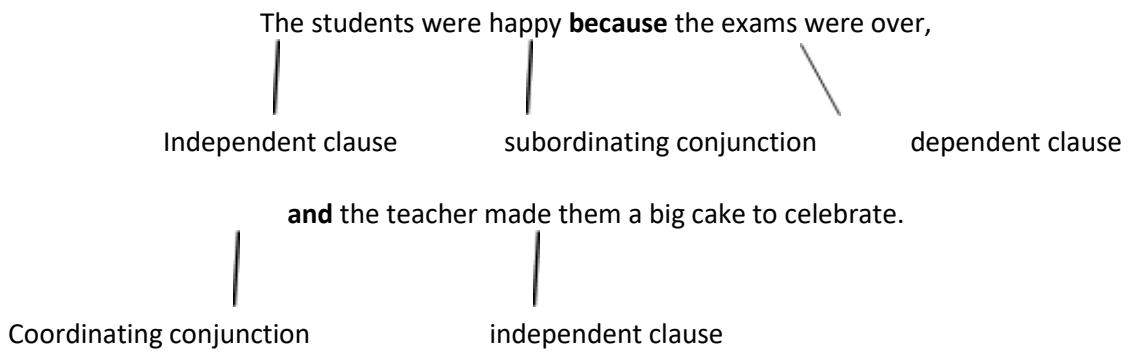 The students were happy because the exams were over,
Independent clause subordinating conjunction dependent clause
and the teacher made them a big cake to celebrate.
Coordinating conjunction independent clause